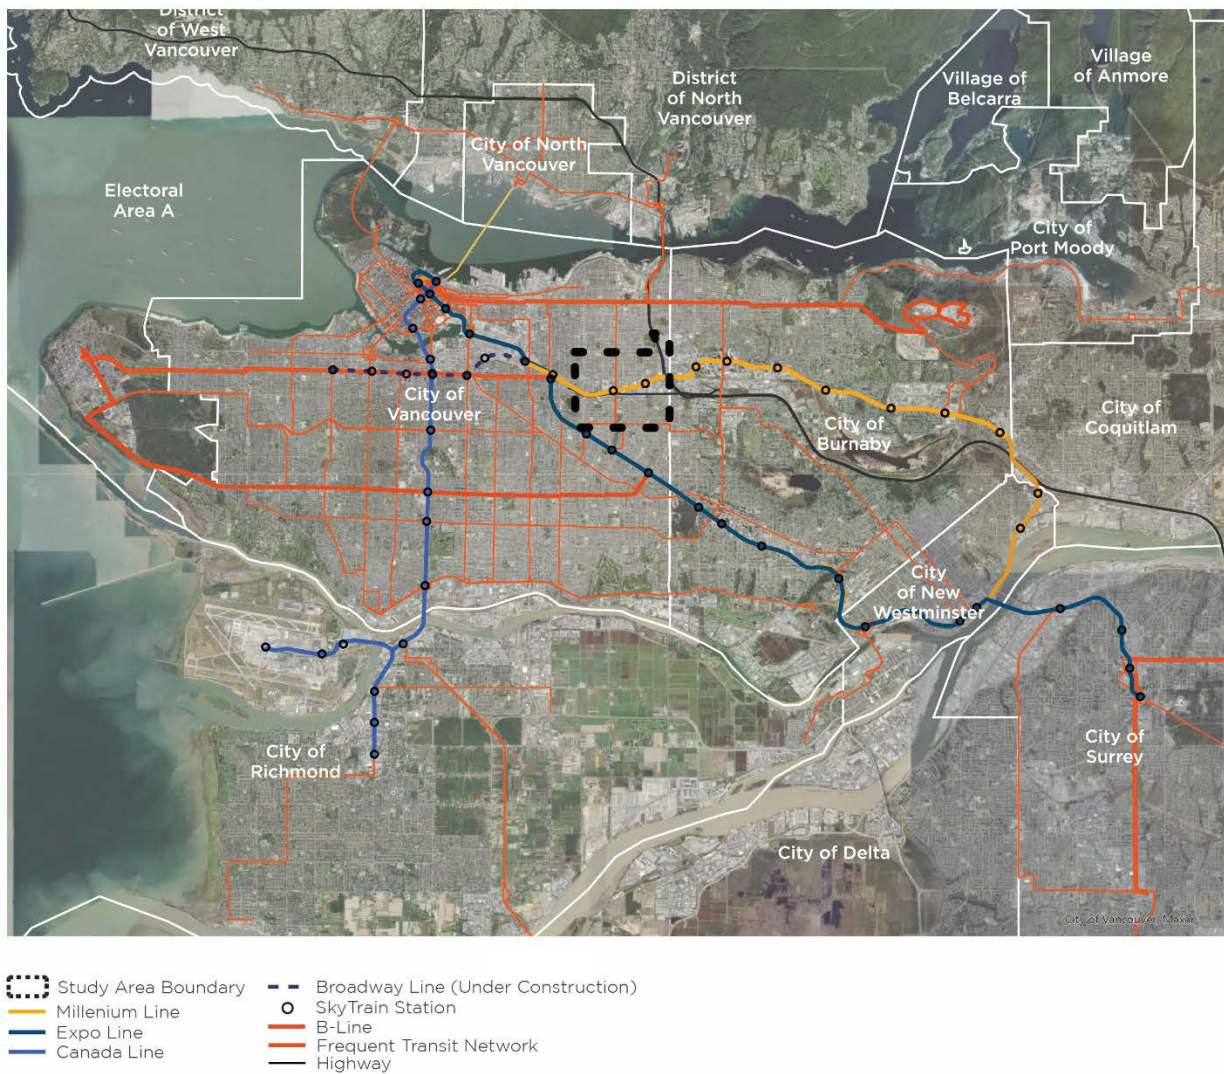 District
of West
Vancouver
District
of North
Vancouver
Village of
Belcarra
Village
of Anmore
City of North
Vancouver
Electoral
Area A
City of
Port Moody
City of
Vancouver
City of
Burnaby
City of
Coquitlam
City
of New
Westminster
City of
Richmond
City of
Surrey
City of Delta
City of Vancouver, Maxar
Study Area Boundary
Millenium Line
Expo Line
Canada Line
Broadway Line (Under Construction)
SkyTrain Station
B-Line
Frequent Transit Network
Highway